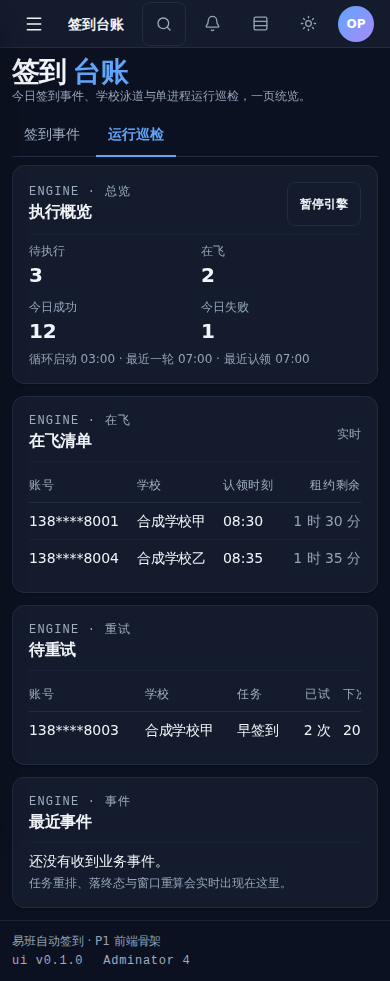 签到台账
OP
签到 台账
今日签到事件、学校泳道与单进程运行巡检，一页统览。
签到事件 运行巡检
ENGINE · 总览
执行概览
暂停引擎
待执行 在飞
3 2
今日成功 今日失败
12 1
循环启动 03:00 · 最近一轮 07:00 · 最近认领 07:00
ENGINE · 在飞
在飞清单
实时
账号 学校 认领时刻 租约剩余
138****8001 合成学校甲 08:30 1 时 30 分
138****8004 合成学校乙 08:35 1 时 35 分
ENGINE · 重试
待重试
账号 学校 任务 已试 下
138****8003 合成学校甲 早签到 2 次 20
ENGINE · 事件
最近事件
还没有收到业务事件。
任务重排、落终态与窗口重算会实时出现在这里。
易班自动签到 · P1 前端骨架
ui v0.1.0 Adminator 4